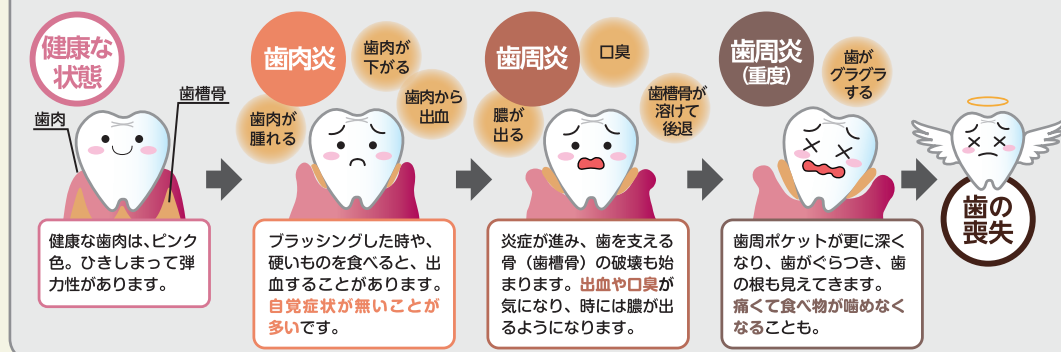 健康な
状態
歯肉
歯槽骨
健康な歯肉は、ピンク
色。ひきしまって弾
力性があります。
歯肉炎
歯肉が
下がる
歯肉から
出血
歯肉が
腫れる
ブラッシングした時や、
硬いものを食べると、出
血することがあります。
自覚症状が無いことが
多いです。
歯周炎
口臭
膿が
出る
歯槽骨が
溶けて
後退
炎症が進み、歯を支える
骨（歯槽骨）の破壊も始
まります。出血や口臭が
気になり、時には膿が出
るようになります。
歯周炎
(重度)
歯が
グラグラ
する
歯周ポケットが更に深く
なり、歯がぐらつき、歯
の根も見えてきます。
痛くて食べ物が噛めなく
なることも。
歯の
喪失